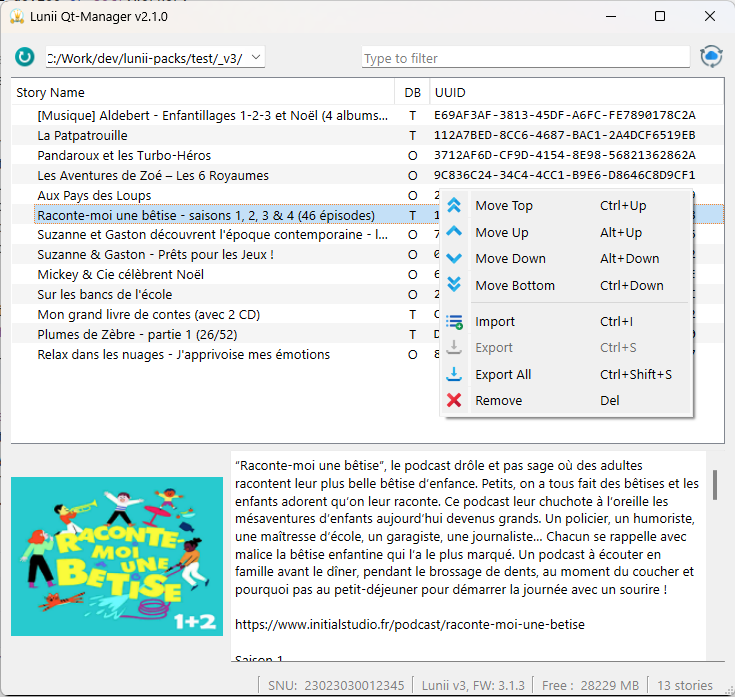 Lunii Qt-Manager v2.1.0
C:/Work/dev/lunii-packs/test/_v3/
Type to filter
Story Name DB UUID
[Musique] Aldebert - Enfantillages 1-2-3 et Noël (4 albums... T E69AF3AF-3813-45DF-A6FC-FE7890178C2A
La Patpatrouille T 112A7BED-8CC6-4687-BAC1-2A4DCF6519EB
Pandaroux et les Turbo-Héros O 3712AF6D-CF9D-4154-8E98-56821362862A
Les Aventures de Zoé – Les 6 Royaumes O 9C836C24-34C4-4CC1-B9E6-D8646C8D9CF1
Aux Pays des Loups O 2
Raconte-moi une bêtise - saisons 1, 2, 3 & 4 (46 épisodes) T 1
Suzanne et Gaston découvrent l'époque contemporaine - l... O 7
Suzanne & Gaston - Prêts pour les Jeux ! O 0
Mickey & Cie célèbrent Noël O 6
Sur les bancs de l'école O 2
Mon grand livre de contes (avec 2 CD) T C
Plumes de Zèbre - partie 1 (26/52) T D
Relax dans les nuages - J'apprivoise mes émotions O 8
Move Top Ctrl+Up
Move Up Alt+Up
Move Down Alt+Down
Move Bottom Ctrl+Down
Import Ctrl+I
Export Ctrl+S
Export All Ctrl+Shift+S
Remove Del
RACONTE-
MOI UNE
BÊTISE
1+2
“Raconte-moi une bêtise”, le podcast drôle et pas sage où des adultes
racontent leur plus belle bêtise d’enfance. Petits, on a tous fait des bêtises et les
enfants adorent qu’on leur raconte. Ce podcast leur chuchote à l’oreille les
mésaventures d’enfants aujourd’hui devenus grands. Un policier, un humoriste,
une maîtresse d’école, un garagiste, une journaliste… Chacun se rappelle avec
malice la bêtise enfantine qui l’a le plus marqué. Un podcast à écouter en
famille avant le dîner, pendant le brossage de dents, au moment du coucher et
pourquoi pas au petit-déjeuner pour démarrer la journée avec un sourire !
https://www.initialstudio.fr/podcast/raconte-moi-une-betise
Saison 1
SNU: 23023030012345 Lunii v3, FW: 3.1.3 Free : 28229 MB 13 stories